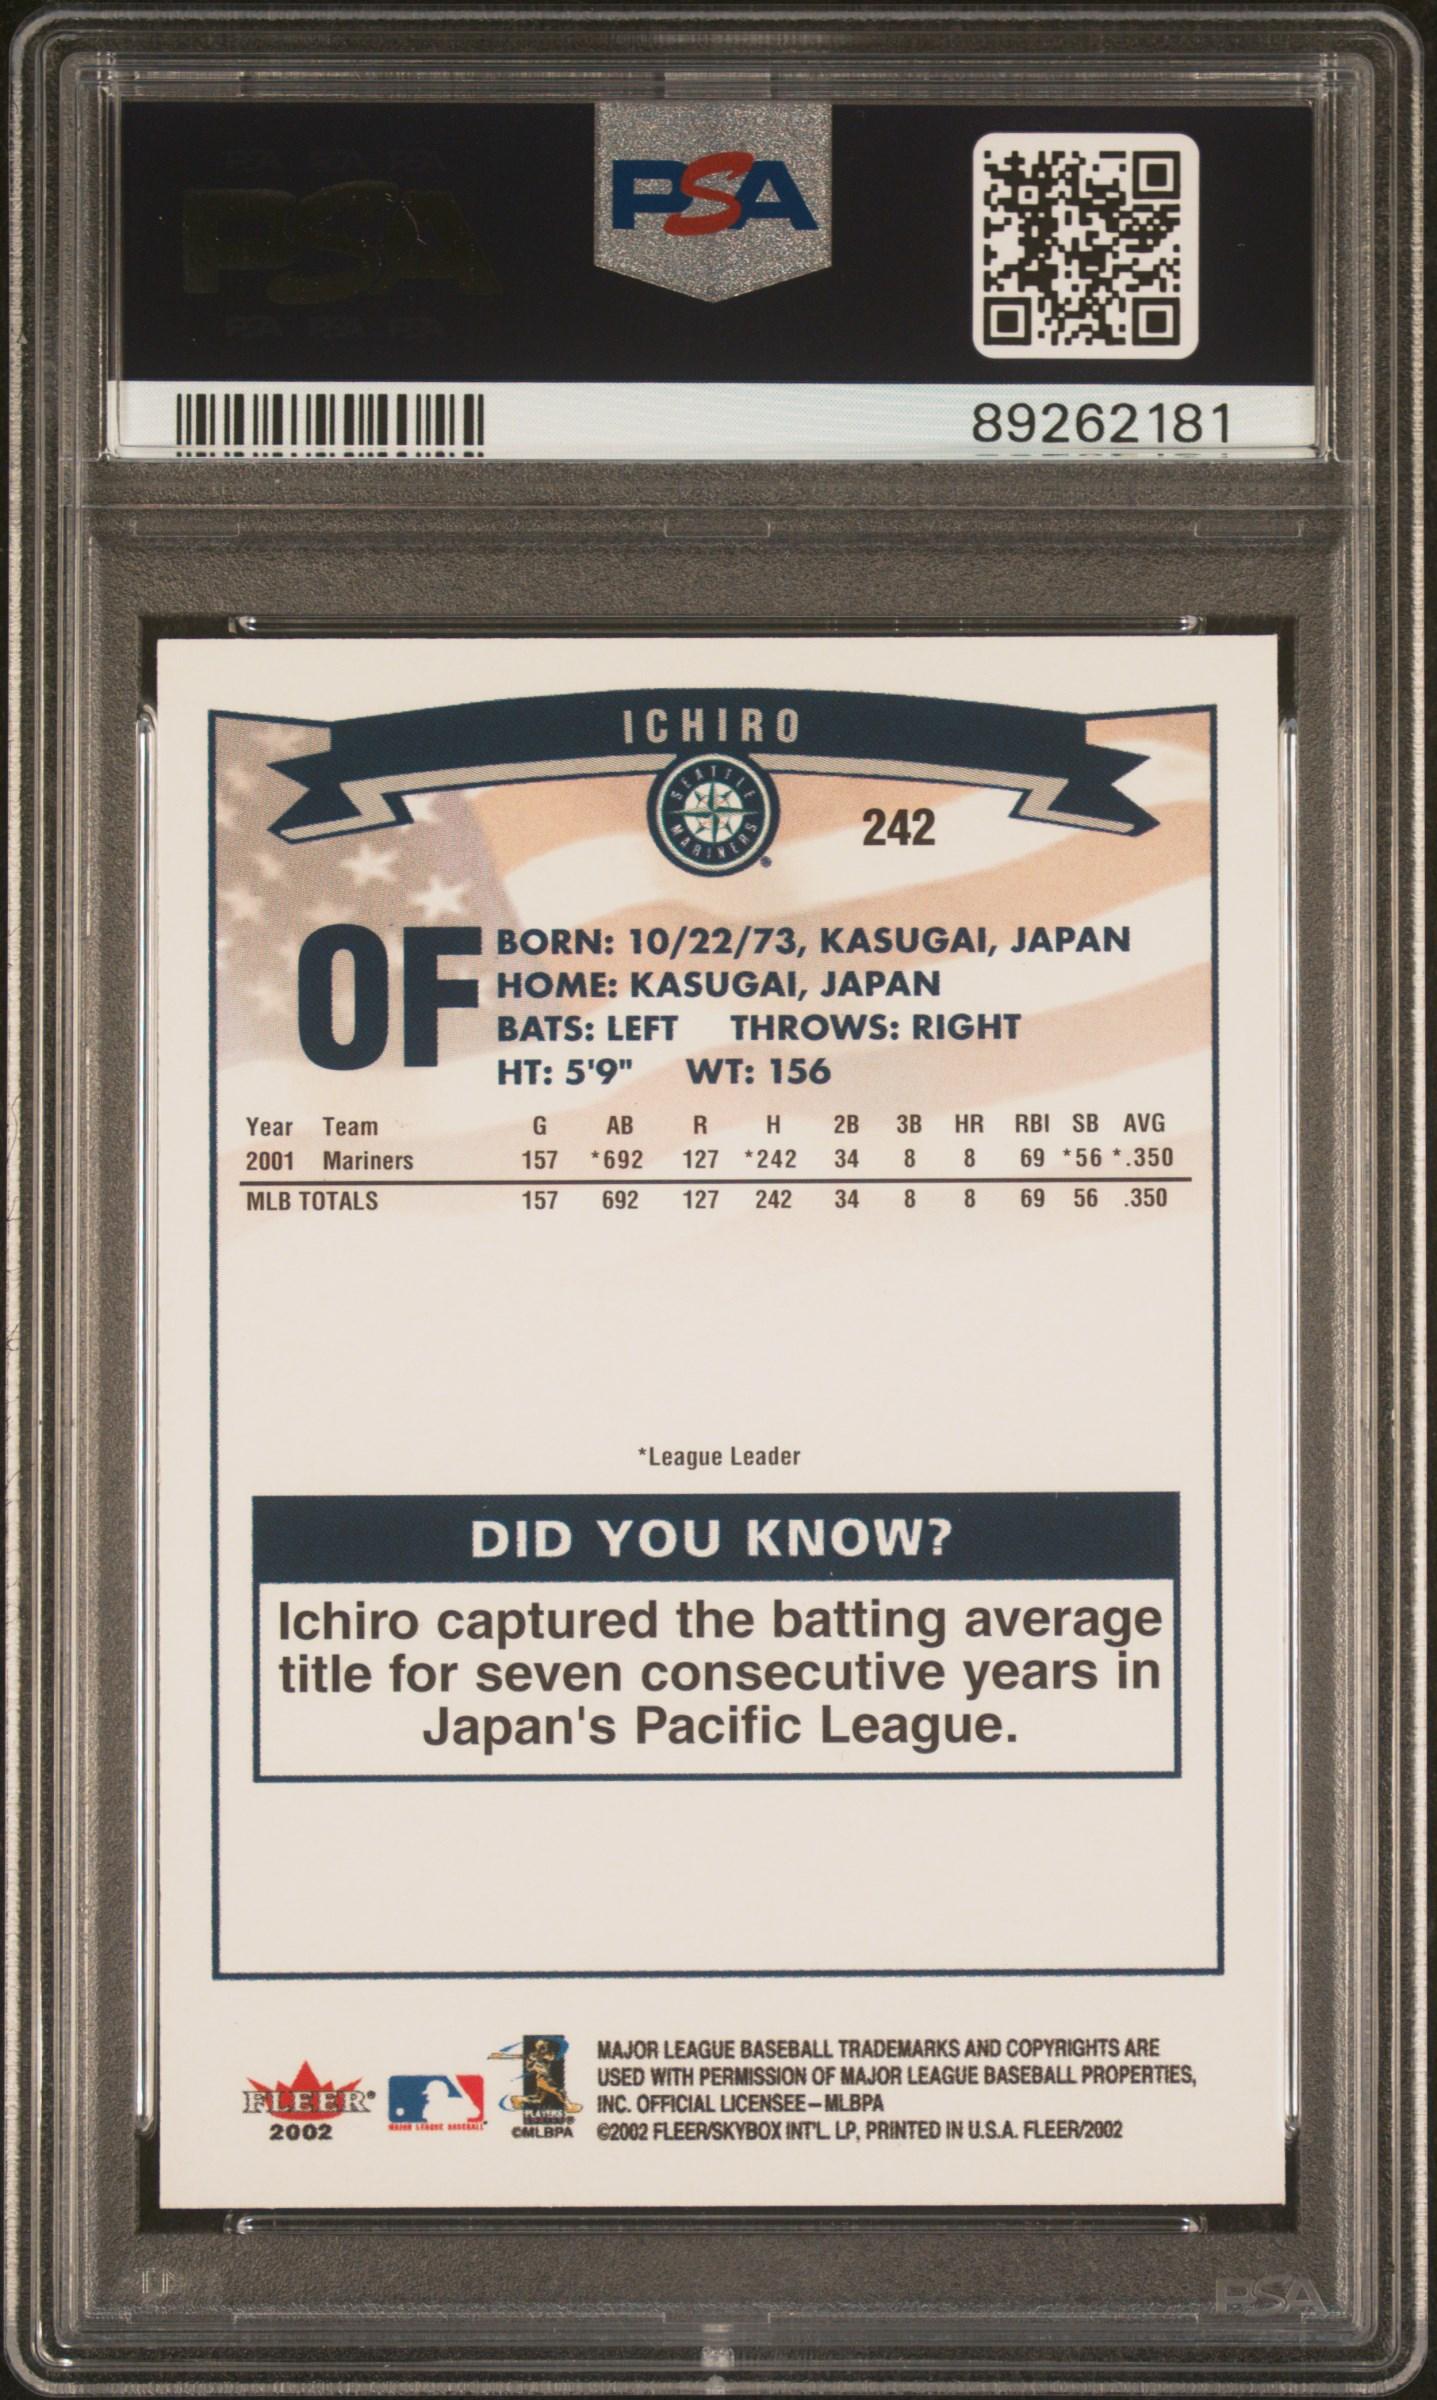 PSA
PSA
89262181
ICHIRO
SEATTLE
MARINERS
242
OF
BORN: 10/22/73, KASUGAI, JAPAN
HOME: KASUGAI, JAPAN
BATS: LEFT THROWS: RIGHT
HT: 5'9" WT: 156
Year Team G AB R H 2B 3B HR RBI SB AVG
2001 Mariners 157 *692 127 *242 34 8 8 69 *56 *.350
MLB TOTALS 157 692 127 242 34 8 8 69 56 .350
*League Leader
DID YOU KNOW?
Ichiro captured the batting average
title for seven consecutive years in
Japan's Pacific League.
FLEER®
2002
MAJOR LEAGUE BASEBALL
PLAYERS
©MLBPA
MAJOR LEAGUE BASEBALL TRADEMARKS AND COPYRIGHTS ARE
USED WITH PERMISSION OF MAJOR LEAGUE BASEBALL PROPERTIES,
INC. OFFICIAL LICENSEE–MLBPA
©2002 FLEER/SKYBOX INT'L. LP, PRINTED IN U.S.A. FLEER/2002
PSA